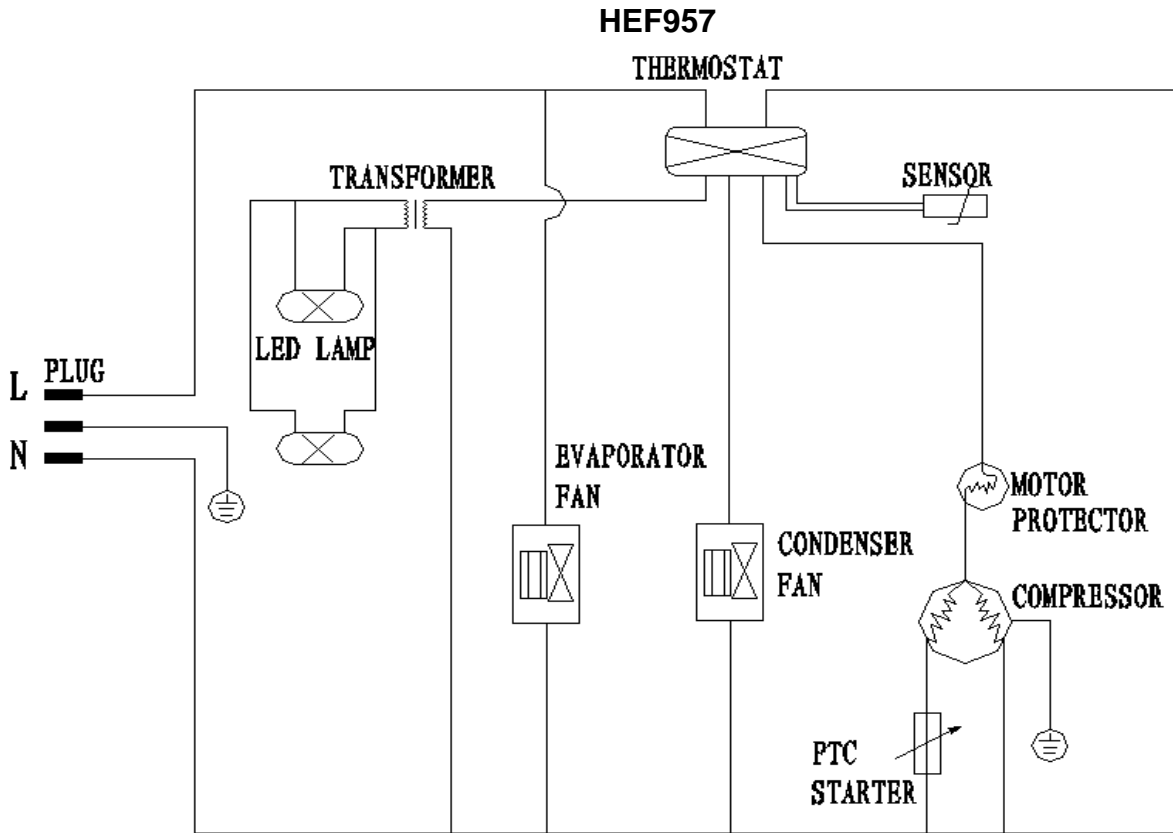 HEF957
THERMOSTAT
TRANSFORMER
SENSOR
LED LAMP
PLUG
L
N
EVAPORATOR
FAN
CONDENSER
FAN
MOTOR
PROTECTOR
COMPRESSOR
PTC
STARTER